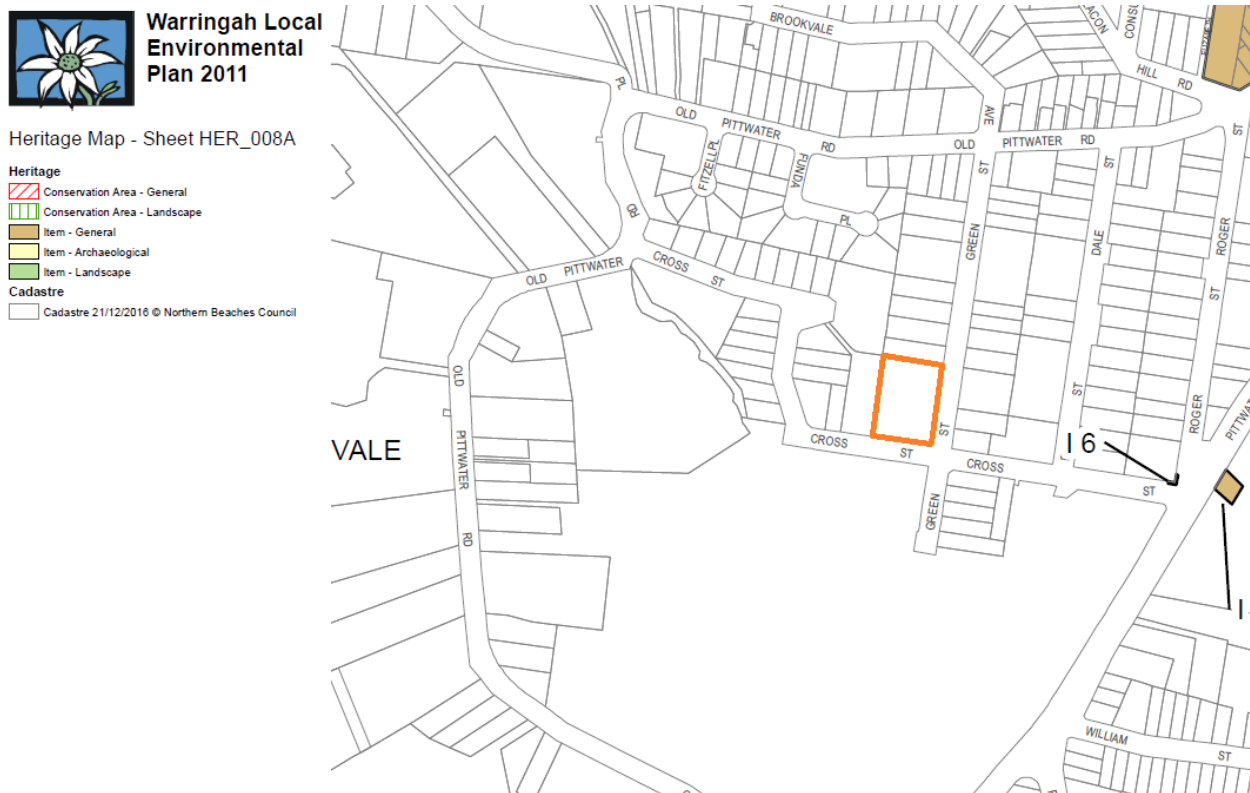 Warringah Local
Environmental
Plan 2011
Heritage Map - Sheet HER_008A
Heritage
Conservation Area - General
Conservation Area - Landscape
Item - General
Item - Archaeological
Item - Landscape
Cadastre
Cadastre 21/12/2016 © Northern Beaches Council
BROOKVALE
ACON
CONSU
HILL RD
PL
OLD PITTWATER RD
AVE
OLD PITTWATER RD
ST
FITZELL PL
FUNDA
PL
ST
GREEN
ST
DALE
ST
ROGER
ST
RD
OLD PITTWATER
CROSS ST
OLD
PITTWATER
RD
VALE
CROSS
ST
ST
GREEN
CROSS
ST
ST
ROGER
PITTWAT
I 6
I
WILLIAM
ST